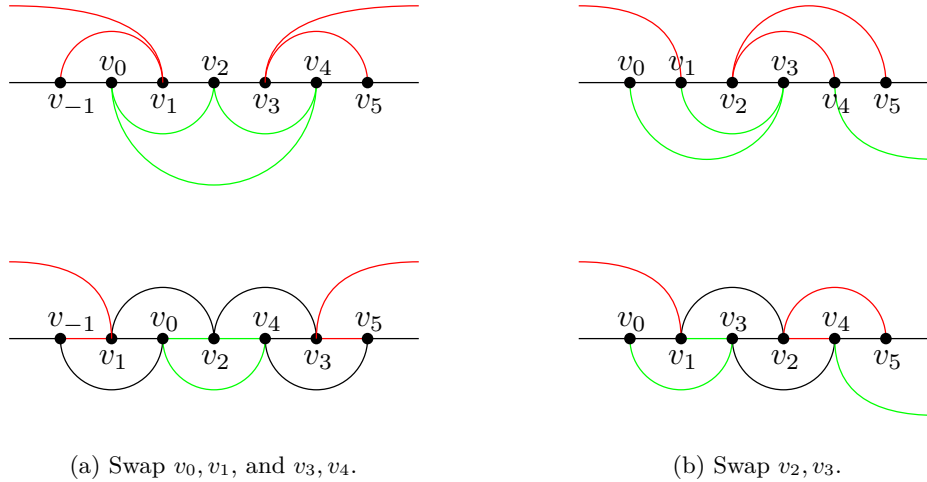 v0 v2 v4
v−1 v1 v3 v5
v0 v1 v3
v2 v4 v5
v−1 v0 v4 v5
v1 v2 v3
v0 v3 v4
v1 v2 v5
(a) Swap v0, v1, and v3, v4.
(b) Swap v2, v3.